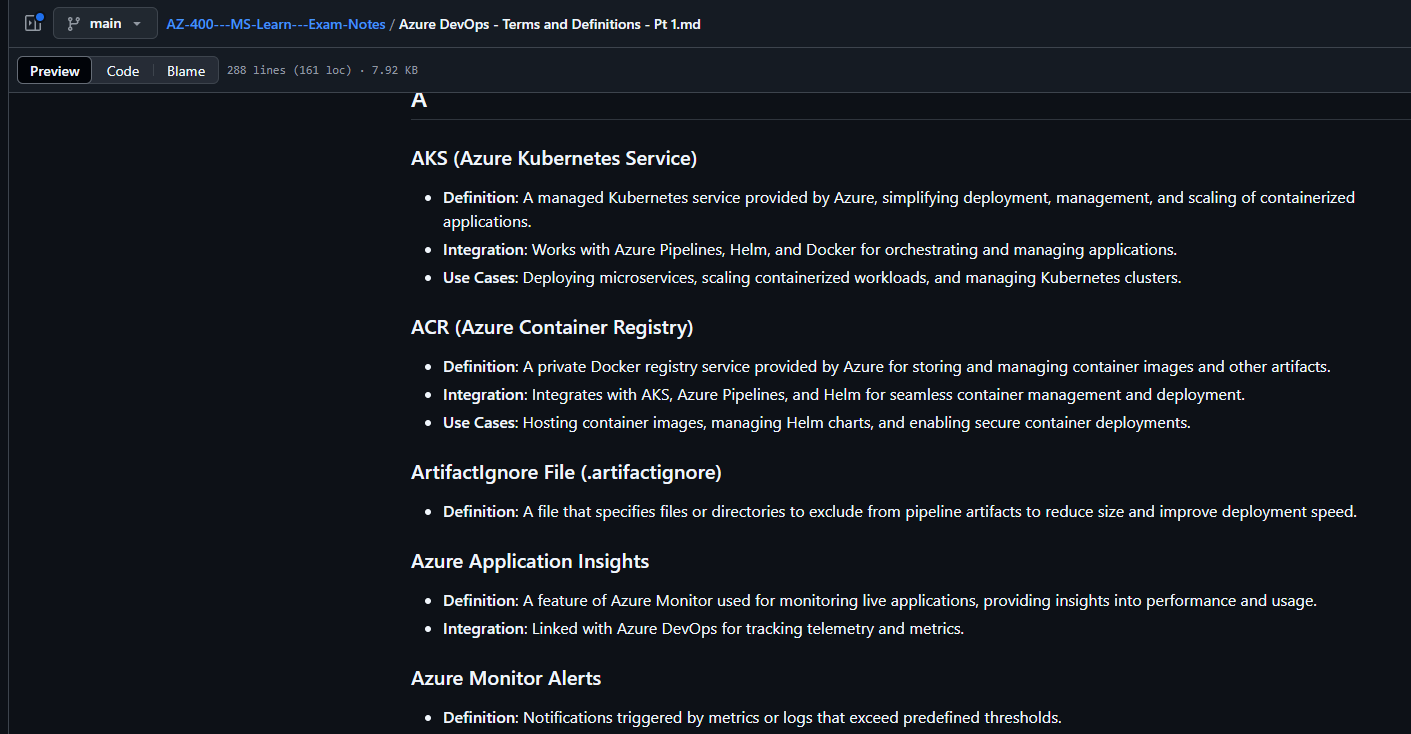 main
AZ-400---MS-Learn---Exam-Notes / Azure DevOps - Terms and Definitions - Pt 1.md
Preview Code Blame 288 lines (161 loc) · 7.92 KB
A
AKS (Azure Kubernetes Service)
• Definition: A managed Kubernetes service provided by Azure, simplifying deployment, management, and scaling of containerized
applications.
• Integration: Works with Azure Pipelines, Helm, and Docker for orchestrating and managing applications.
• Use Cases: Deploying microservices, scaling containerized workloads, and managing Kubernetes clusters.
ACR (Azure Container Registry)
• Definition: A private Docker registry service provided by Azure for storing and managing container images and other artifacts.
• Integration: Integrates with AKS, Azure Pipelines, and Helm for seamless container management and deployment.
• Use Cases: Hosting container images, managing Helm charts, and enabling secure container deployments.
ArtifactIgnore File (.artifactignore)
• Definition: A file that specifies files or directories to exclude from pipeline artifacts to reduce size and improve deployment speed.
Azure Application Insights
• Definition: A feature of Azure Monitor used for monitoring live applications, providing insights into performance and usage.
• Integration: Linked with Azure DevOps for tracking telemetry and metrics.
Azure Monitor Alerts
• Definition: Notifications triggered by metrics or logs that exceed predefined thresholds.